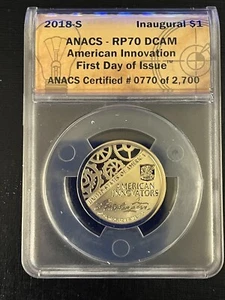 2018-S Inaugural $1
ANACS - RP70 DCAM
American Innovation
First Day of Issue™
ANACS Certified # 0770 of 2,700
AMERICAN
INNOVATORS